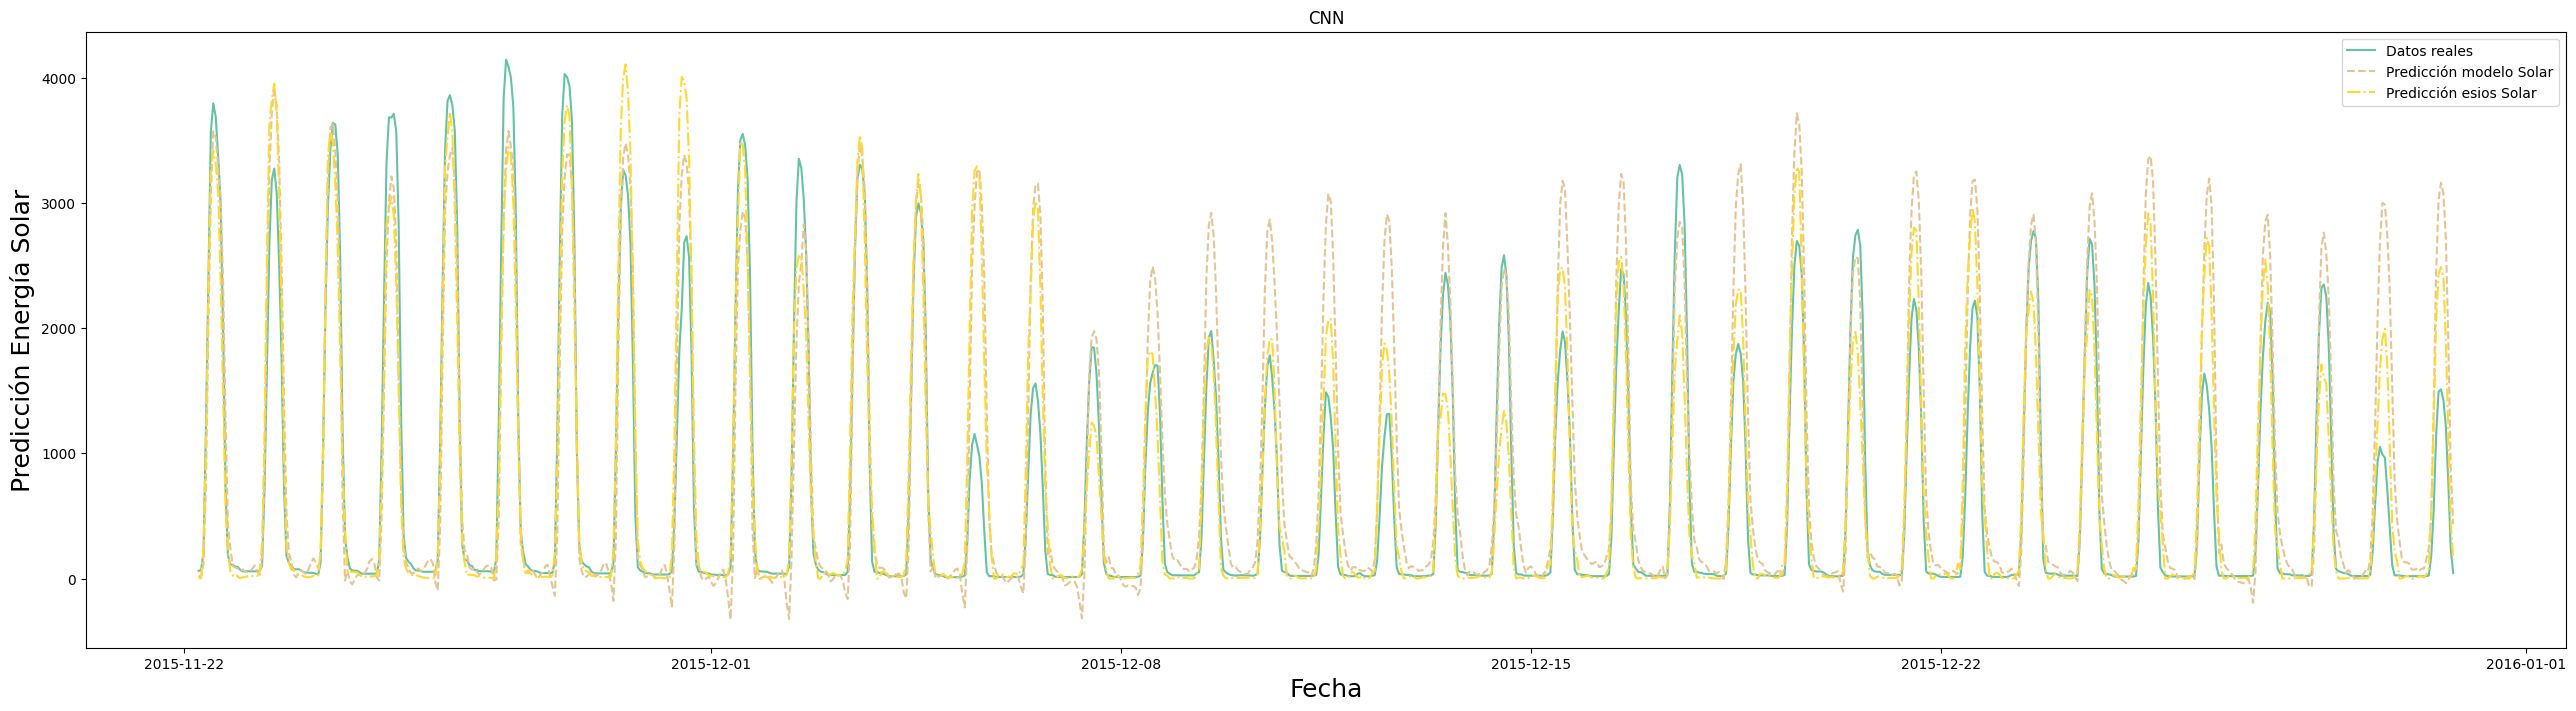 CNN
Datos reales
Predicción modelo Solar
Predicción esios Solar
Predicción Energía Solar
4000
3000
2000
1000
0
2015-11-22
2015-12-01
2015-12-08
2015-12-15
2015-12-22
2016-01-01
Fecha